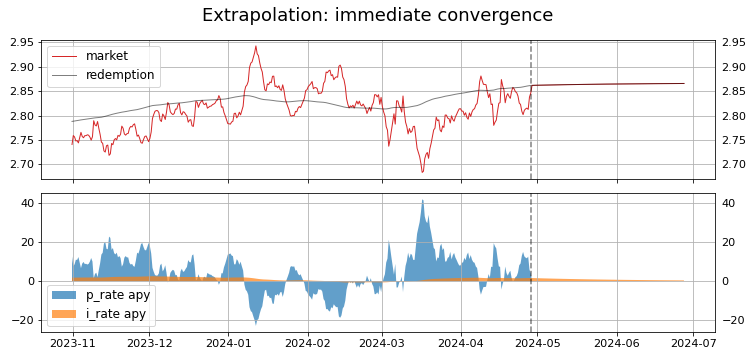 Extrapolation: immediate convergence
2.95 2.95
market
redemption
2.90 2.90
2.85 2.85
2.80 2.80
2.75 2.75
2.70 2.70
40 40
20 20
0 0
p_rate apy
i_rate apy
−20 −20
2023-11 2023-12 2024-01 2024-02 2024-03 2024-04 2024-05 2024-06 2024-07